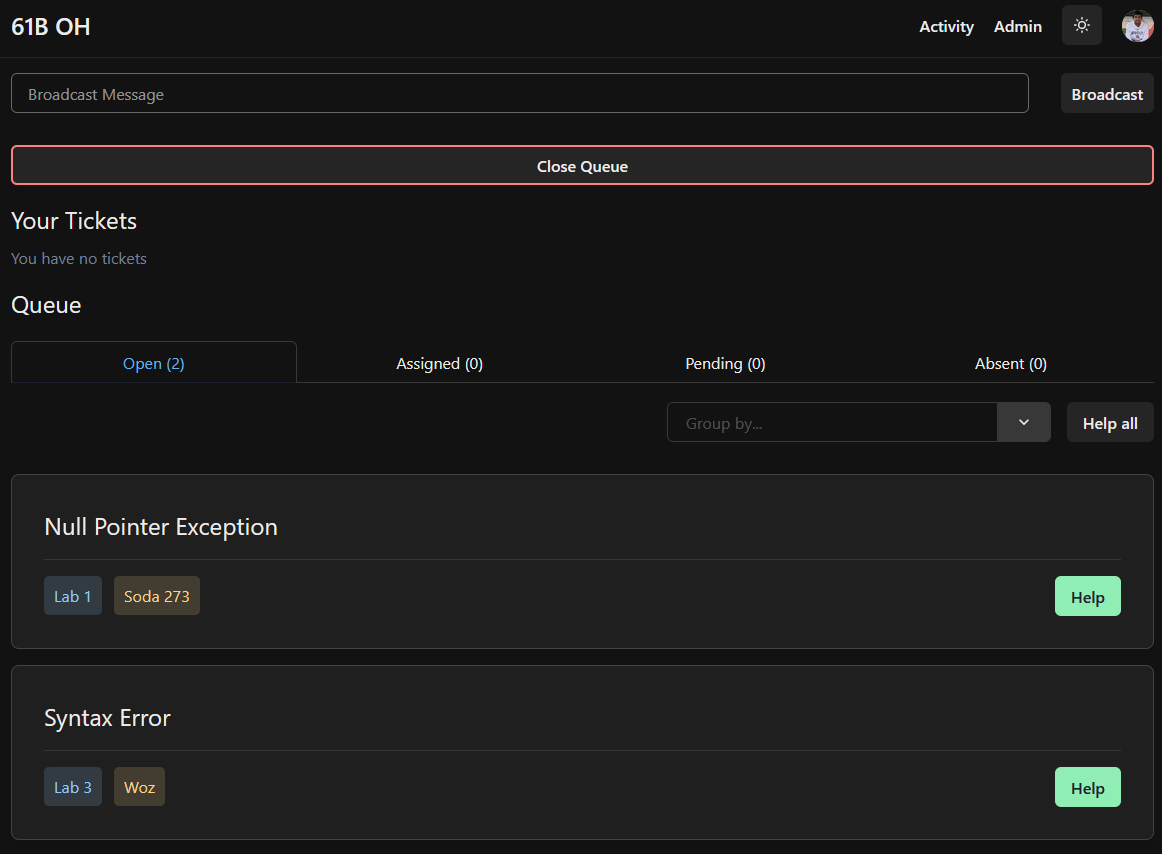 61B OH
Activity Admin
Broadcast Message
Broadcast
Close Queue
Your Tickets
You have no tickets
Queue
Open (2)
Assigned (0)
Pending (0)
Absent (0)
Group by...
Help all
Null Pointer Exception
Lab 1
Soda 273
Help
Syntax Error
Lab 3
Woz
Help